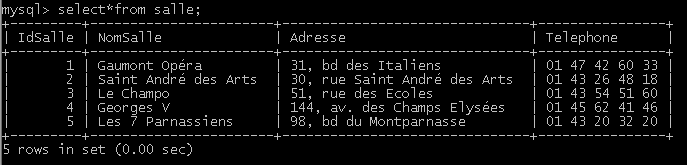 mysql> select*from salle;
+---------+------------------------+----------------------------+----------------+
| IdSalle | NomSalle | Adresse | Telephone |
+---------+------------------------+----------------------------+----------------+
| 1 | Gaumont Opéra | 31, bd des Italiens | 01 47 42 60 33 |
| 2 | Saint André des Arts | 30, rue Saint André des Arts | 01 43 26 48 18 |
| 3 | Le Champo | 51, rue des Ecoles | 01 43 54 51 60 |
| 4 | Georges V | 144, av. des Champs Elysées | 01 45 62 41 46 |
| 5 | Les 7 Parnassiens | 98, bd du Montparnasse | 01 43 20 32 20 |
+---------+------------------------+----------------------------+----------------+
5 rows in set (0.00 sec)